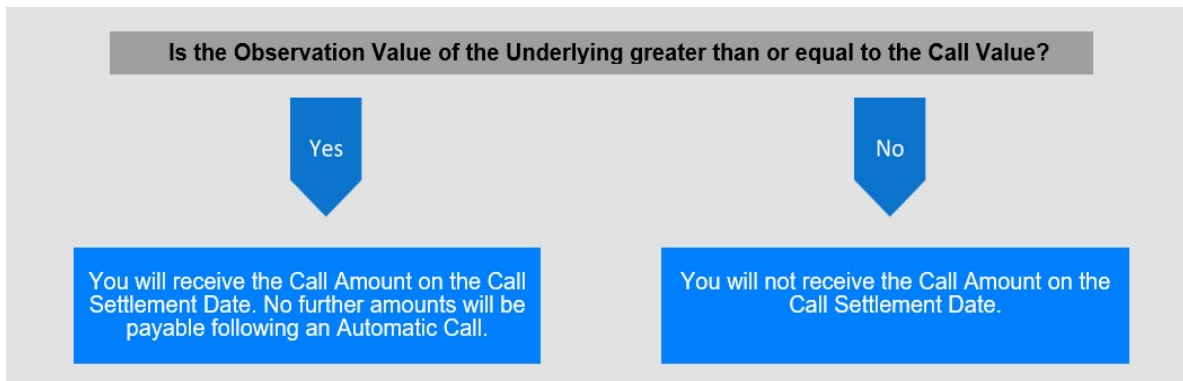 Is the Observation Value of the Underlying greater than or equal to the Call Value?
Yes
No
You will receive the Call Amount on the Call
Settlement Date. No further amounts will be
payable following an Automatic Call.
You will not receive the Call Amount on the
Call Settlement Date.